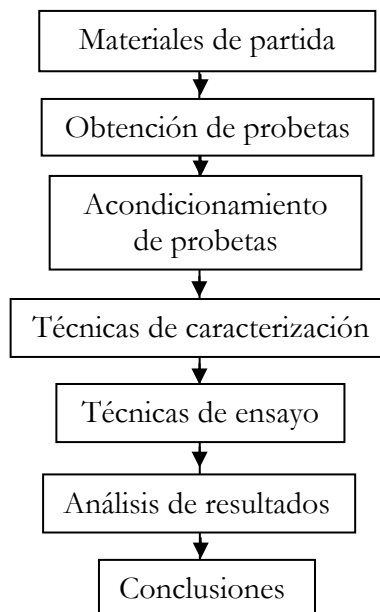 Materiales de partida
Obtención de probetas
Acondicionamiento
de probetas
Técnicas de caracterización
Técnicas de ensayo
Análisis de resultados
Conclusiones